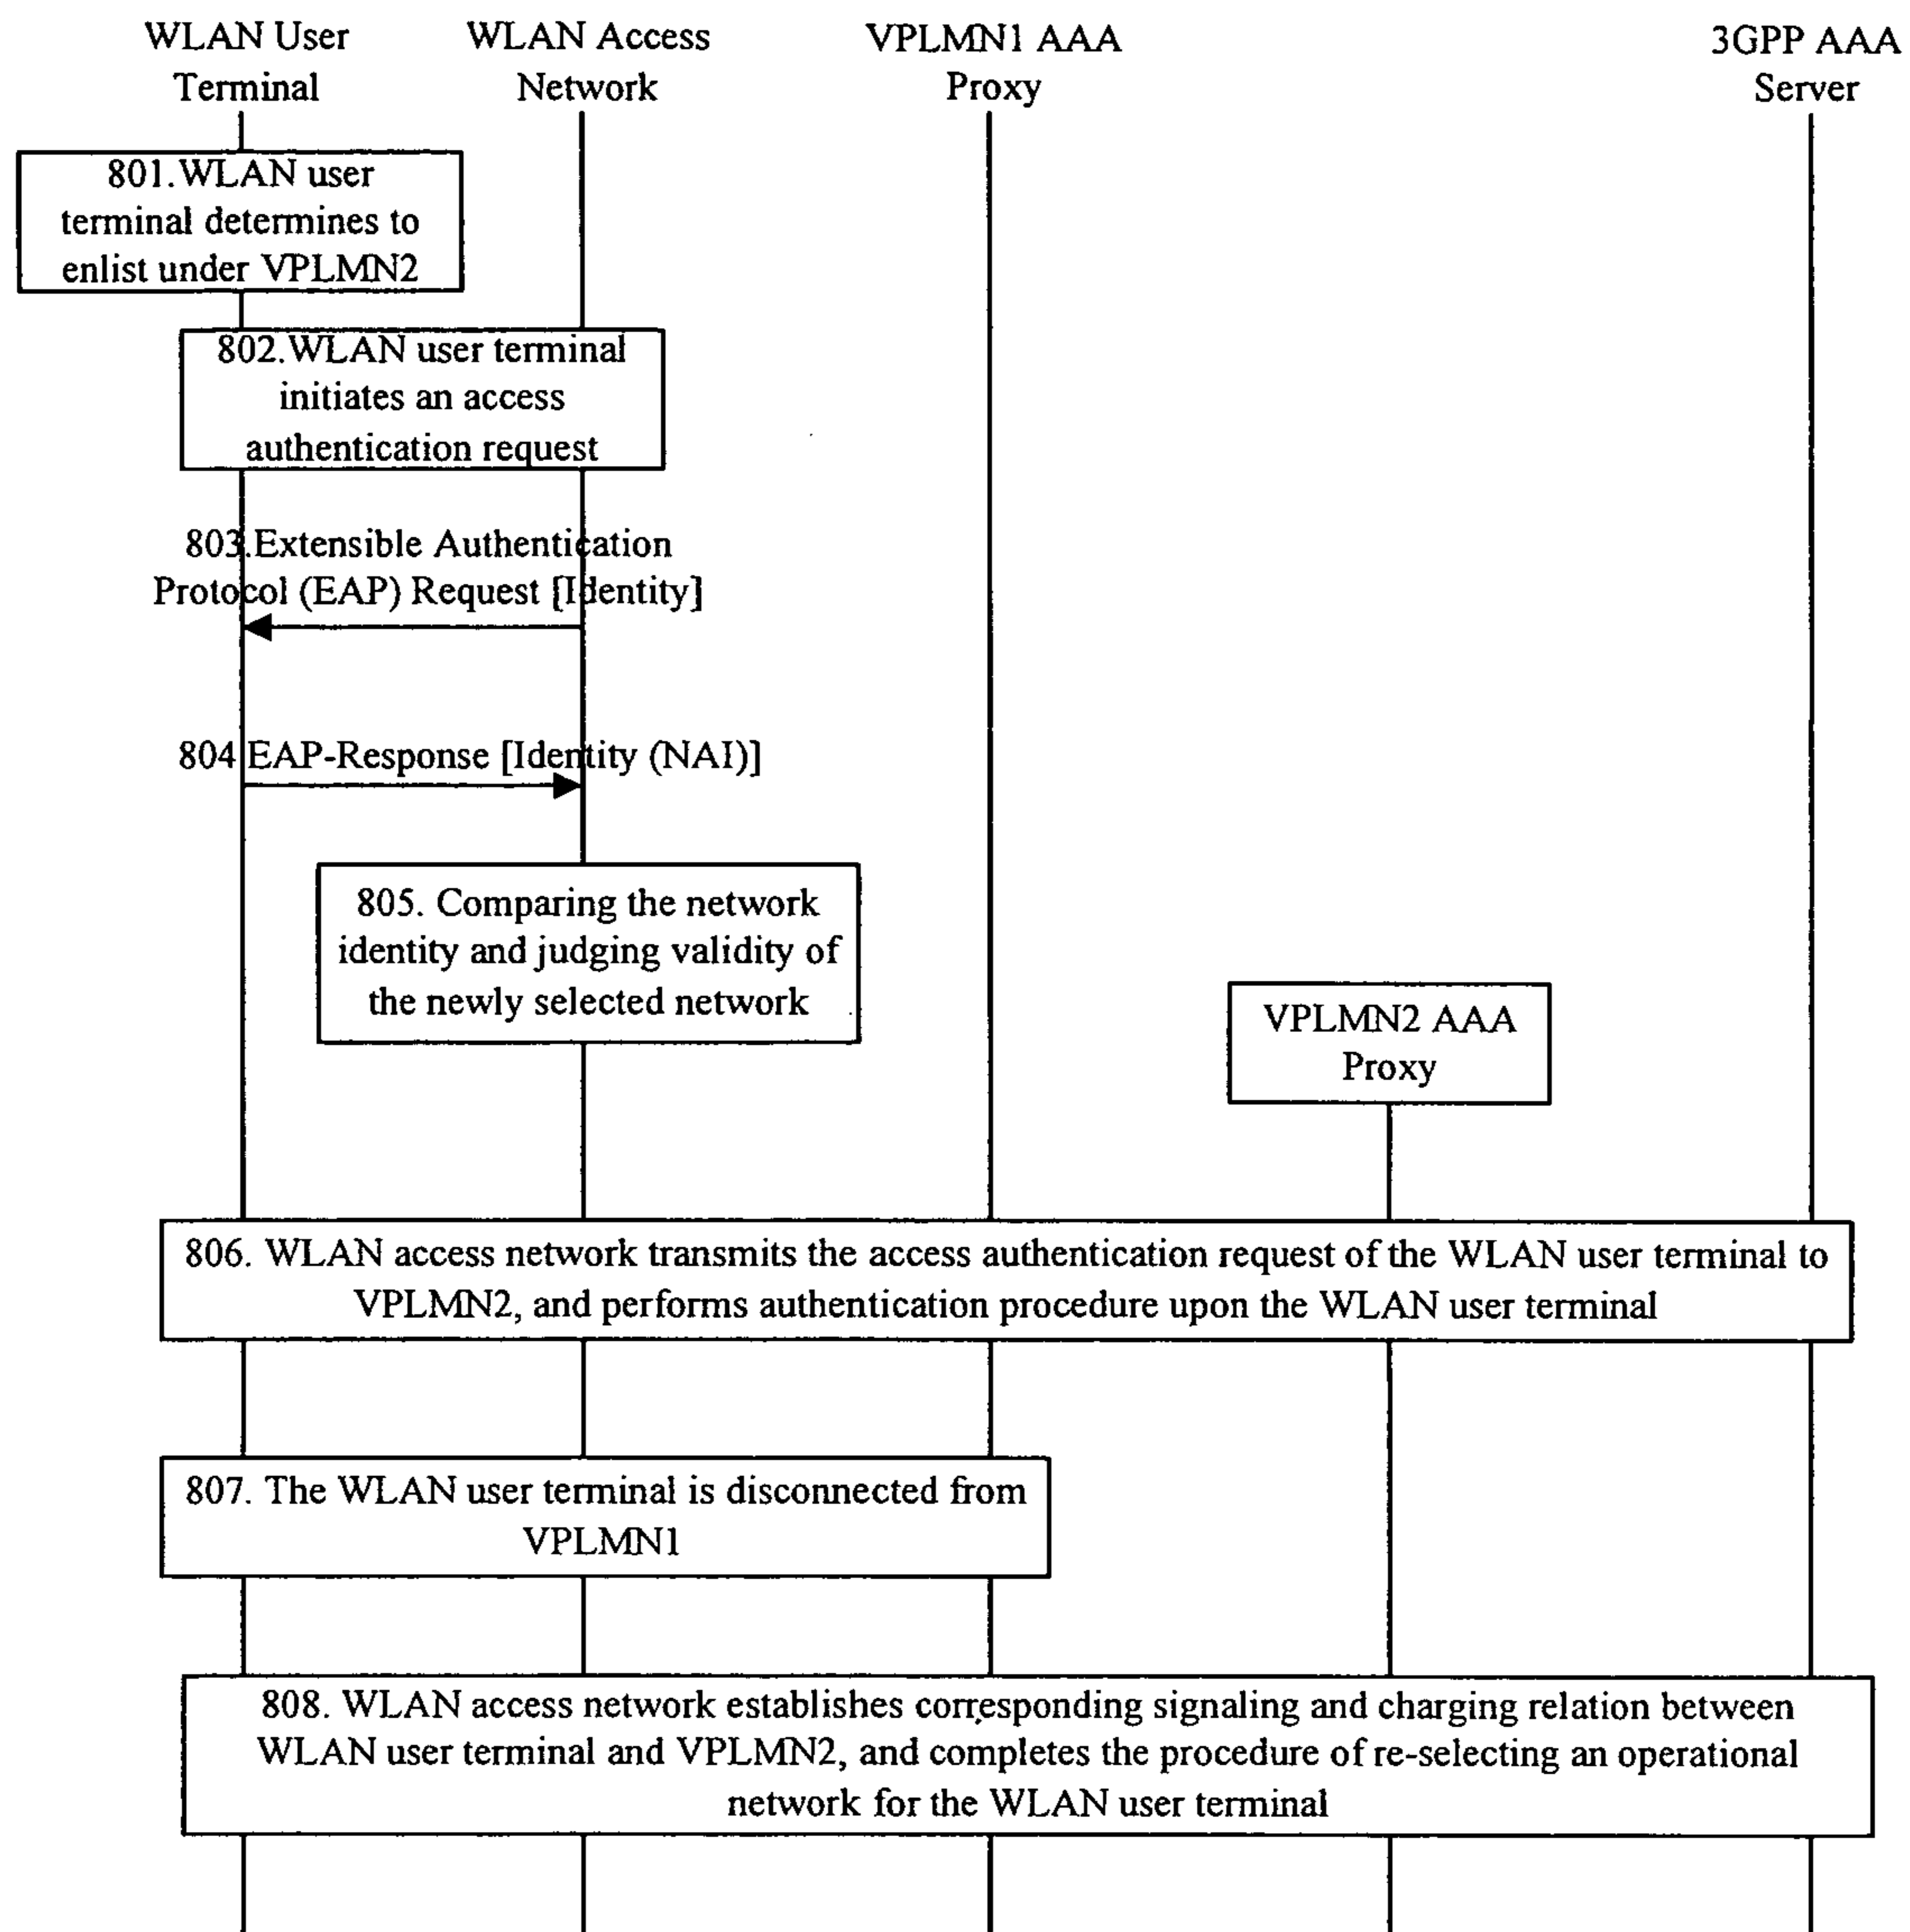 WLAN User
Terminal
WLAN Access
Network
VPLMN1 AAA
Proxy
3GPP AAA
Server
801.WLAN user
terminal determines to
enlist under VPLMN2
802.WLAN user terminal
initiates an access
authentication request
803.Extensible Authentication
Protocol (EAP) Request [Identity]
804 EAP-Response [Identity (NAI)]
805. Comparing the network
identity and judging validity of
the newly selected network
VPLMN2 AAA
Proxy
806. WLAN access network transmits the access authentication request of the WLAN user terminal to
VPLMN2, and performs authentication procedure upon the WLAN user terminal
807. The WLAN user terminal is disconnected from
VPLMN1
808. WLAN access network establishes corresponding signaling and charging relation between
WLAN user terminal and VPLMN2, and completes the procedure of re-selecting an operational
network for the WLAN user terminal